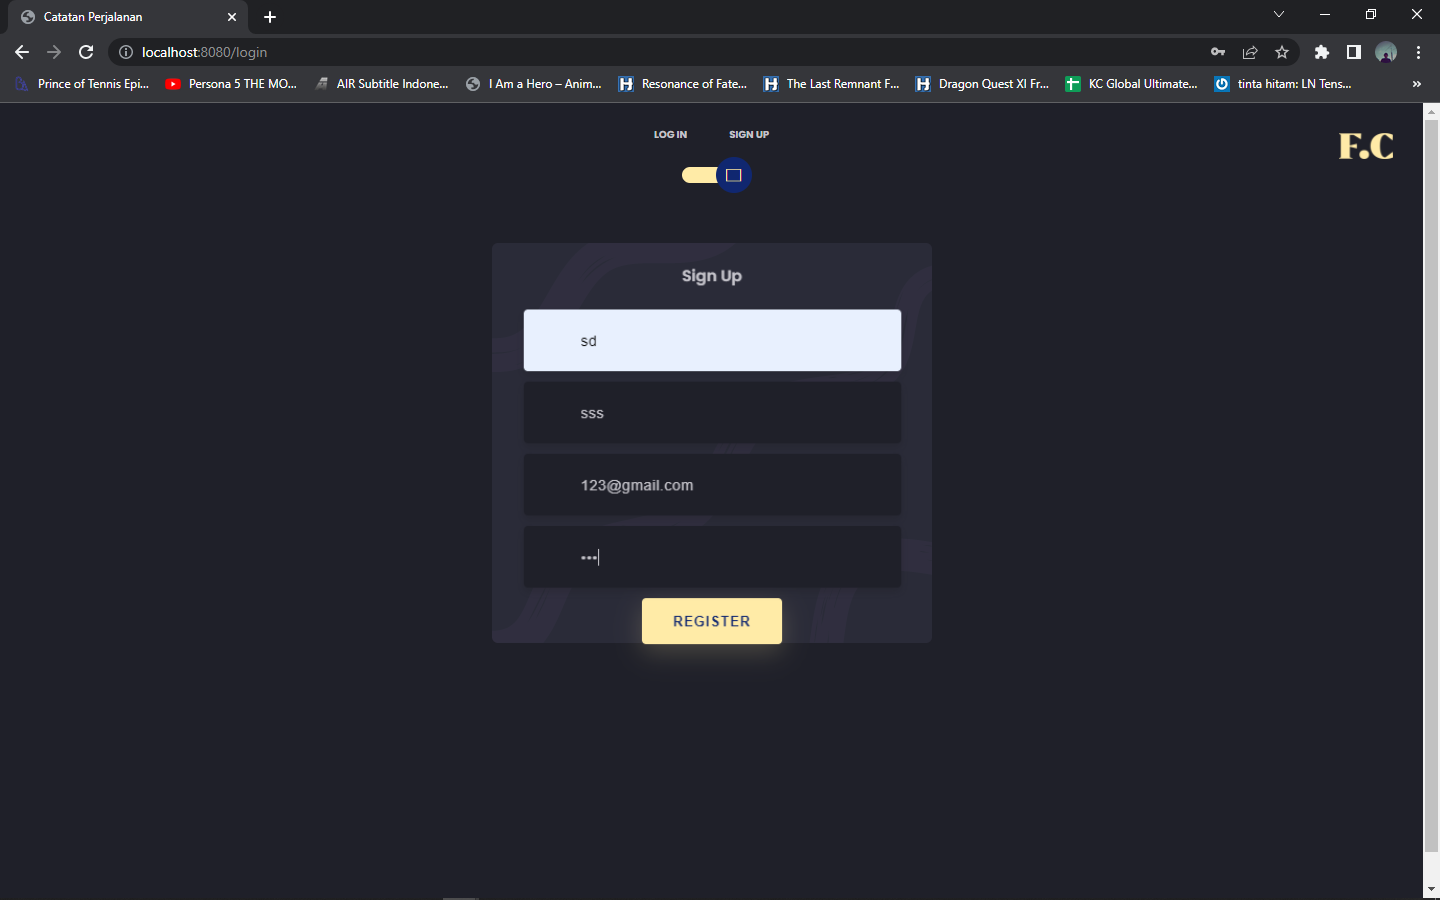 Catatan Perjalanan
localhost:8080/login
Prince of Tennis Epi... Persona 5 THE MO... AIR Subtitle Indone... I Am a Hero – Anim... Resonance of Fate... The Last Remnant F... Dragon Quest XI Fr... KC Global Ultimate... tinta hitam: LN Tens... »
LOG IN SIGN UP
F.C
Sign Up
sd
sss
123@gmail.com
•••
REGISTER